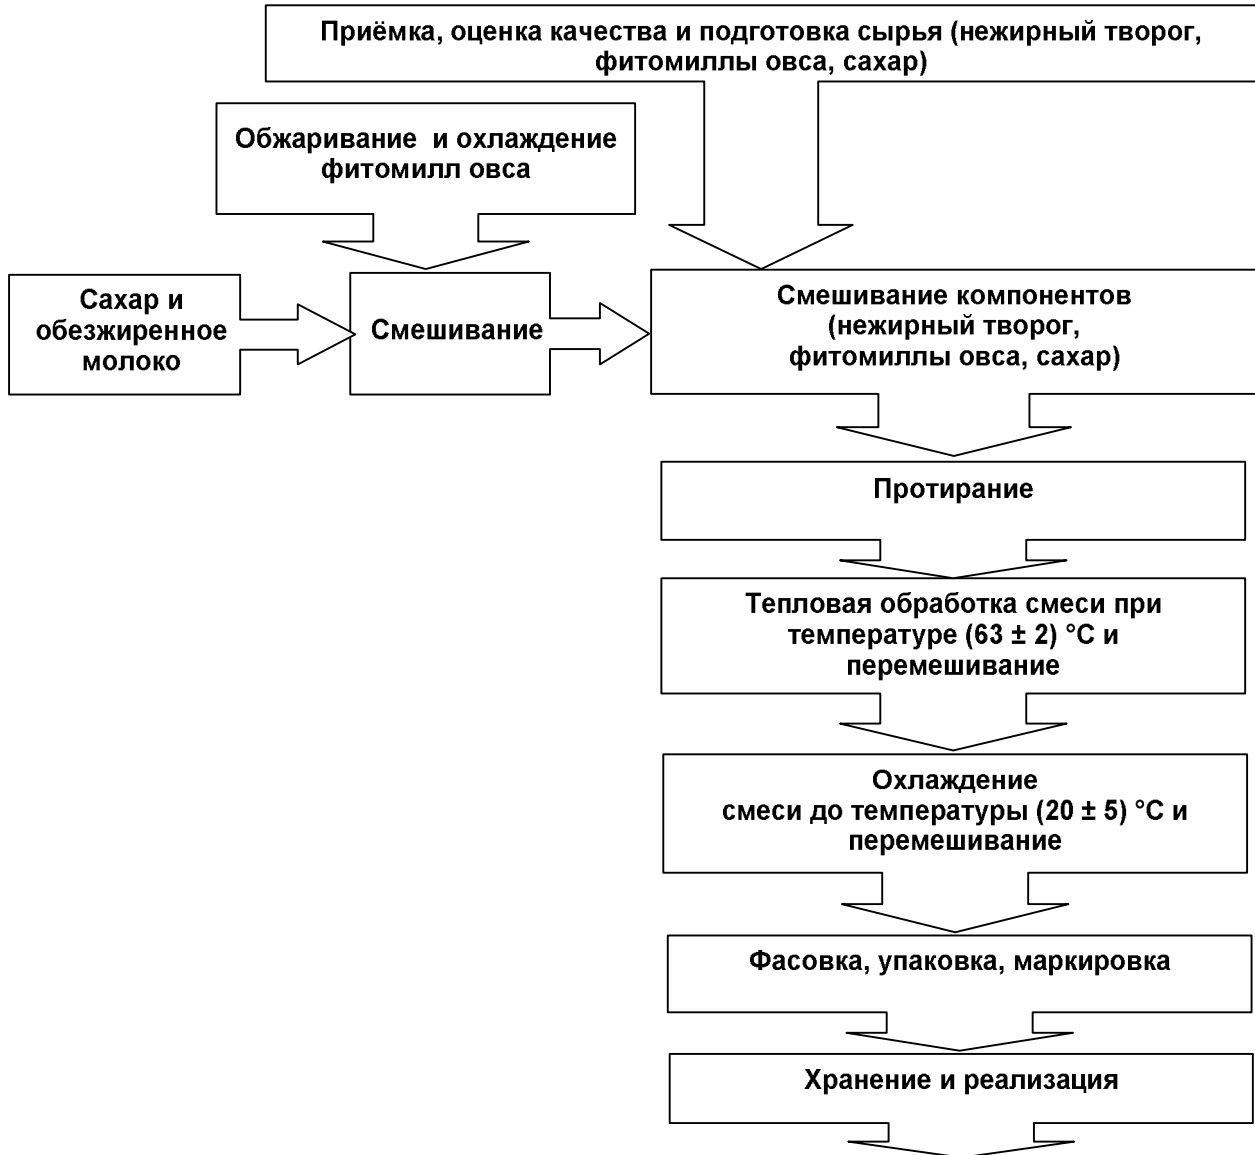 Приёмка, оценка качества и подготовка сырья (нежирный творог,
фитомиллы овса, сахар)
Обжаривание и охлаждение
фитомилл овса
Сахар и
обезжиренное
молоко
Смешивание
Смешивание компонентов
(нежирный творог,
фитомиллы овса, сахар)
Протирание
Тепловая обработка смеси при
температуре (63 ± 2) °C и
перемешивание
Охлаждение
смеси до температуры (20 ± 5) °C и
перемешивание
Фасовка, упаковка, маркировка
Хранение и реализация